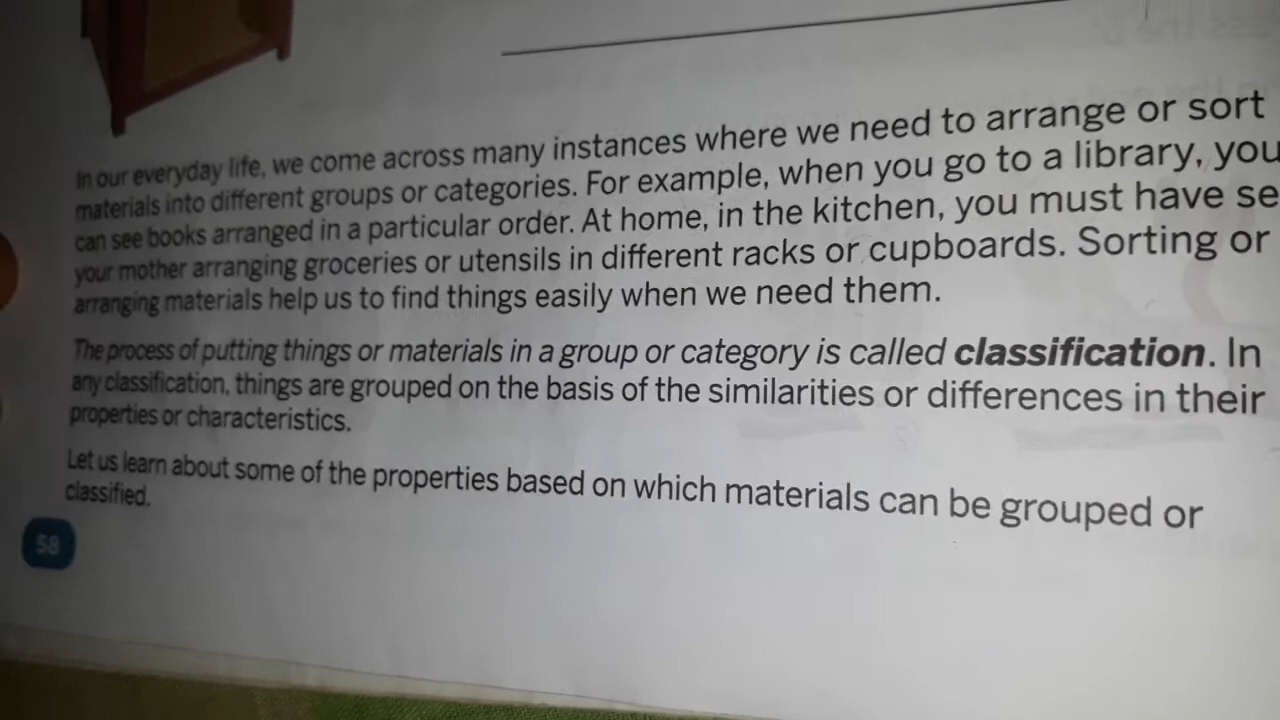 In our everyday life, we come across many instances where we need to arrange or sort
materials into different groups or categories. For example, when you go to a library, you
can see books arranged in a particular order. At home, in the kitchen, you must have se
your mother arranging groceries or utensils in different racks or cupboards. Sorting or
arranging materials help us to find things easily when we need them.
The process of putting things or materials in a group or category is called classification. In
any classification, things are grouped on the basis of the similarities or differences in their
properties or characteristics.
Let us learn about some of the properties based on which materials can be grouped or
classified.
58